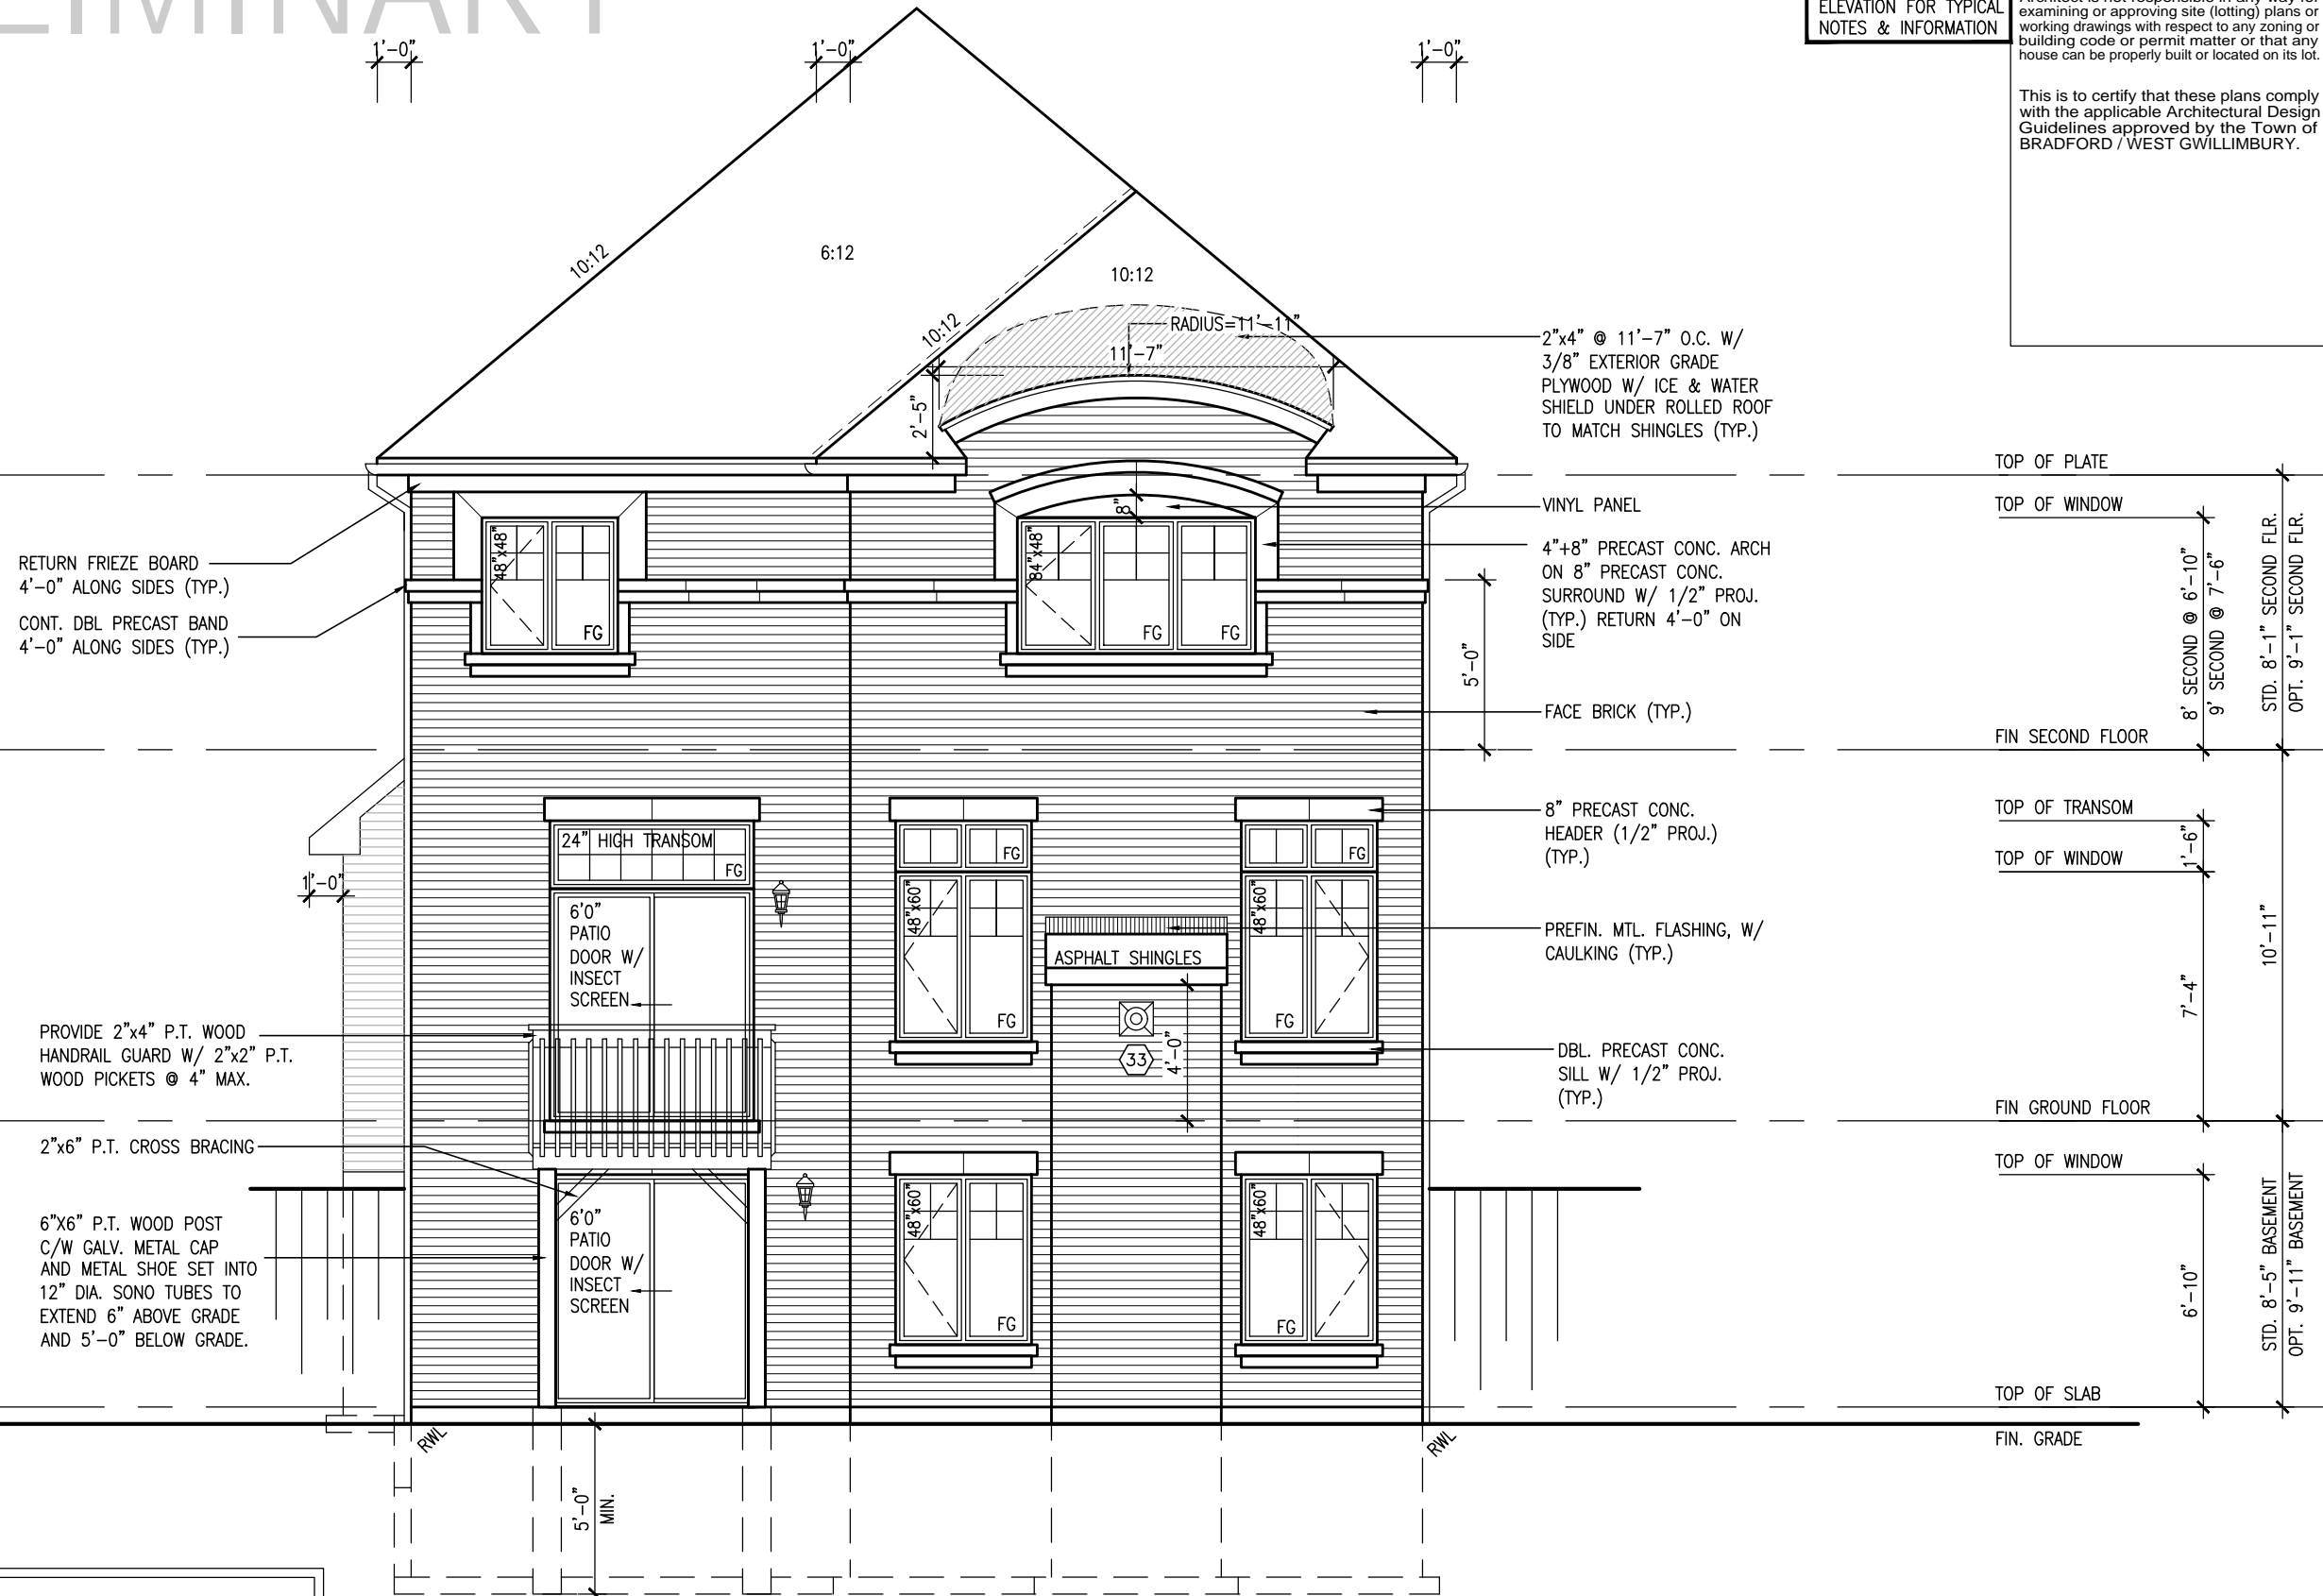 ELEVATION FOR TYPICAL
NOTES & INFORMATION
examining or approving site (lotting) plans or
working drawings with respect to any zoning or
building code or permit matter or that any
house can be properly built or located on its lot.
This is to certify that these plans comply
with the applicable Architectural Design
Guidelines approved by the Town of
BRADFORD / WEST GWILLIMBURY.
1'-0"
1'-0"
1'-0"
10:12
6:12
10:12
10:12
RADIUS=11'-11"
11'-7"
2'-5"
2"x4" @ 11'-7" O.C. W/
3/8" EXTERIOR GRADE
PLYWOOD W/ ICE & WATER
SHIELD UNDER ROLLED ROOF
TO MATCH SHINGLES (TYP.)
VINYL PANEL
4"+8" PRECAST CONC. ARCH
ON 8" PRECAST CONC.
SURROUND W/ 1/2" PROJ.
(TYP.) RETURN 4'-0" ON
SIDE
FACE BRICK (TYP.)
8" PRECAST CONC.
HEADER (1/2" PROJ.)
(TYP.)
PREFIN. MTL. FLASHING, W/
CAULKING (TYP.)
DBL. PRECAST CONC.
SILL W/ 1/2" PROJ.
(TYP.)
RETURN FRIEZE BOARD
4'-0" ALONG SIDES (TYP.)
CONT. DBL PRECAST BAND
4'-0" ALONG SIDES (TYP.)
PROVIDE 2"x4" P.T. WOOD
HANDRAIL GUARD W/ 2"x2" P.T.
WOOD PICKETS @ 4" MAX.
2"x6" P.T. CROSS BRACING
6"X6" P.T. WOOD POST
C/W GALV. METAL CAP
AND METAL SHOE SET INTO
12" DIA. SONO TUBES TO
EXTEND 6" ABOVE GRADE
AND 5'-0" BELOW GRADE.
48"x48"
FG
8"
84"x48"
FG
FG
5'-0"
1'-0"
24" HIGH TRANSOM
FG
6'0"
PATIO
DOOR W/
INSECT
SCREEN
FG
48"x60"
FG
ASPHALT SHINGLES
33
4'-0"
FG
48"x60"
FG
6'0"
PATIO
DOOR W/
INSECT
SCREEN
48"x60"
FG
48"x60"
FG
RWL
RWL
5'-0"
MIN.
TOP OF PLATE
TOP OF WINDOW
8' SECOND @ 6'-10"
9' SECOND @ 7'-6"
STD. 8'-1" SECOND FLR.
OPT. 9'-1" SECOND FLR.
FIN SECOND FLOOR
TOP OF TRANSOM
1'-6"
TOP OF WINDOW
7'-4"
10'-11"
FIN GROUND FLOOR
TOP OF WINDOW
6'-10"
STD. 8'-5" BASEMENT
OPT. 9'-11" BASEMENT
TOP OF SLAB
FIN. GRADE